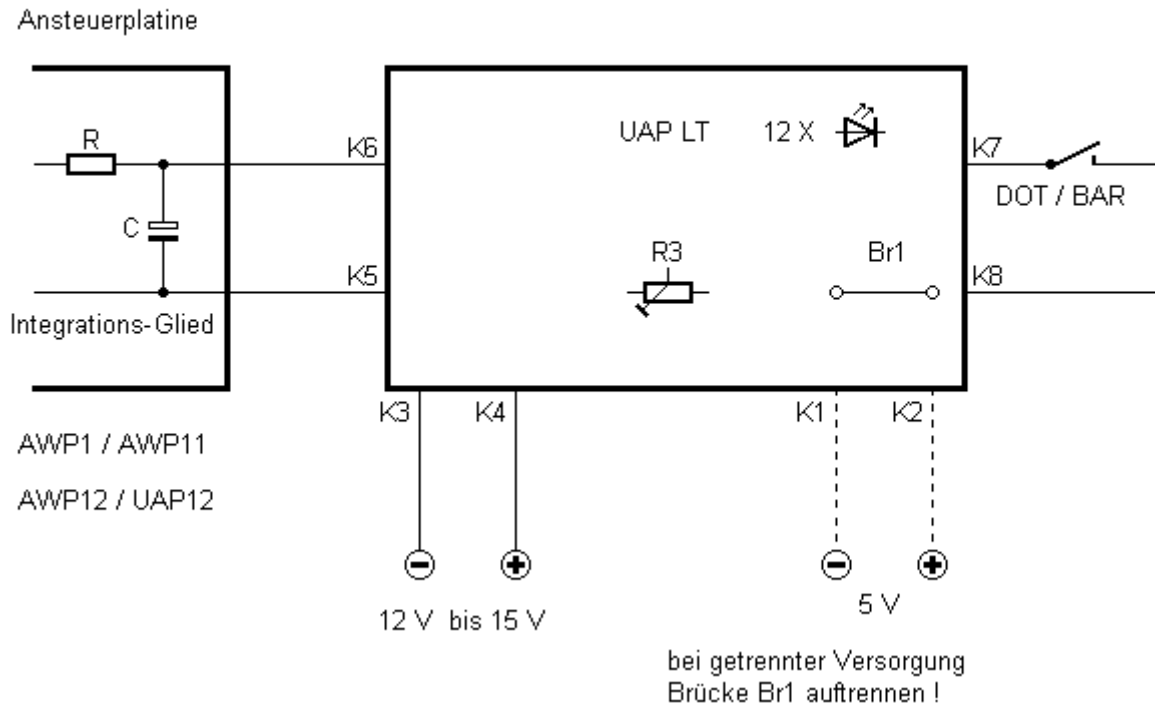 Ansteuerplatine
R
C
Integrations-Glied
AWP1 / AWP11
AWP12 / UAP12
K6
K5
UAP LT 12 X
R3
Br1
K7
DOT / BAR
K8
K3
K4
K1
K2
12 V bis 15 V
5 V
bei getrennter Versorgung
Brücke Br1 auftrennen !